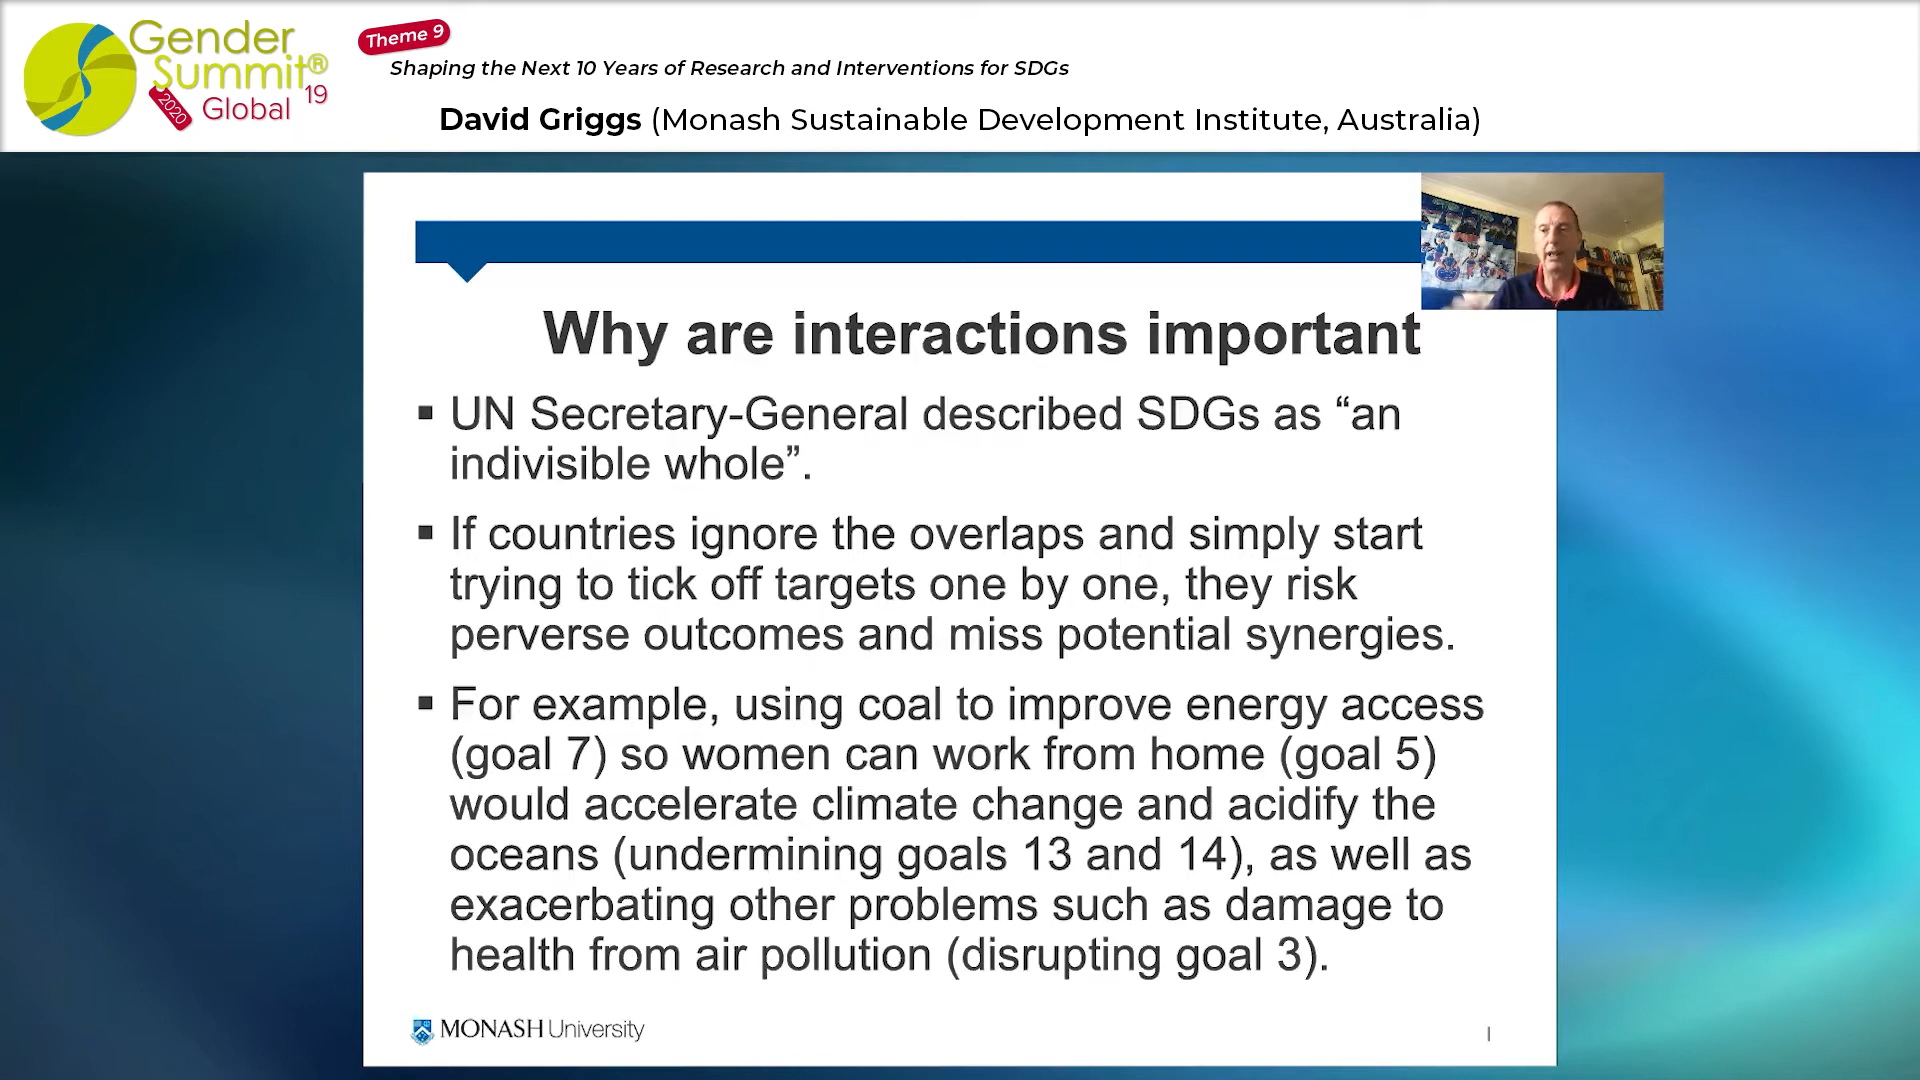 Gender
Summit®
2020
Global 19
Theme 9
Shaping the Next 10 Years of Research and Interventions for SDGs
David Griggs (Monash Sustainable Development Institute, Australia)
Why are interactions important
▪ UN Secretary-General described SDGs as “an
indivisible whole”.
▪ If countries ignore the overlaps and simply start
trying to tick off targets one by one, they risk
perverse outcomes and miss potential synergies.
▪ For example, using coal to improve energy access
(goal 7) so women can work from home (goal 5)
would accelerate climate change and acidify the
oceans (undermining goals 13 and 14), as well as
exacerbating other problems such as damage to
health from air pollution (disrupting goal 3).
MONASH University